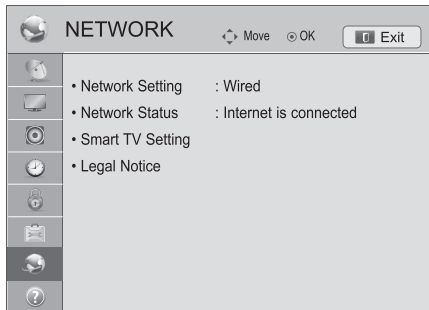 NETWORK
Move
OK
Exit
• Network Setting : Wired
• Network Status : Internet is connected
• Smart TV Setting
• Legal Notice
?